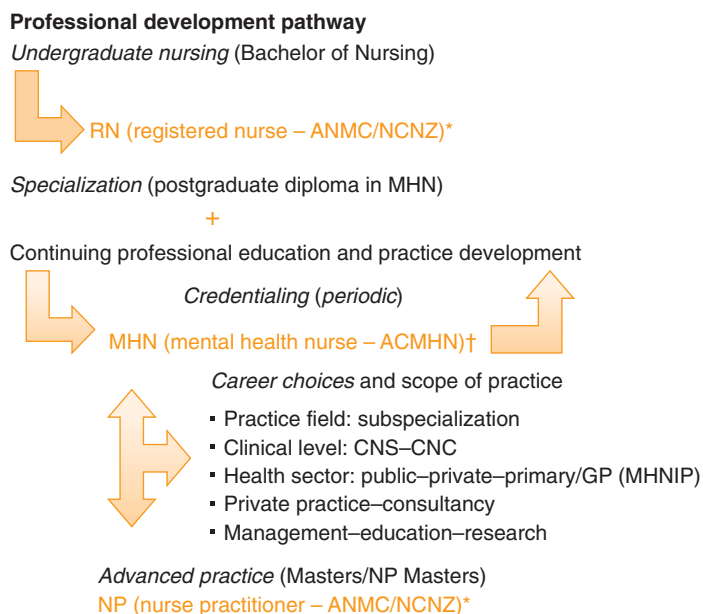 Professional development pathway
Undergraduate nursing (Bachelor of Nursing)
RN (registered nurse – ANMC/NCNZ)*
Specialization (postgraduate diploma in MHN)
+
Continuing professional education and practice development
Credentialing (periodic)
MHN (mental health nurse – ACMHN)†
Career choices and scope of practice
▪ Practice field: subspecialization
▪ Clinical level: CNS–CNC
▪ Health sector: public–private–primary/GP (MHNIP)
▪ Private practice–consultancy
▪ Management–education–research
Advanced practice (Masters/NP Masters)
NP (nurse practitioner – ANMC/NCNZ)*